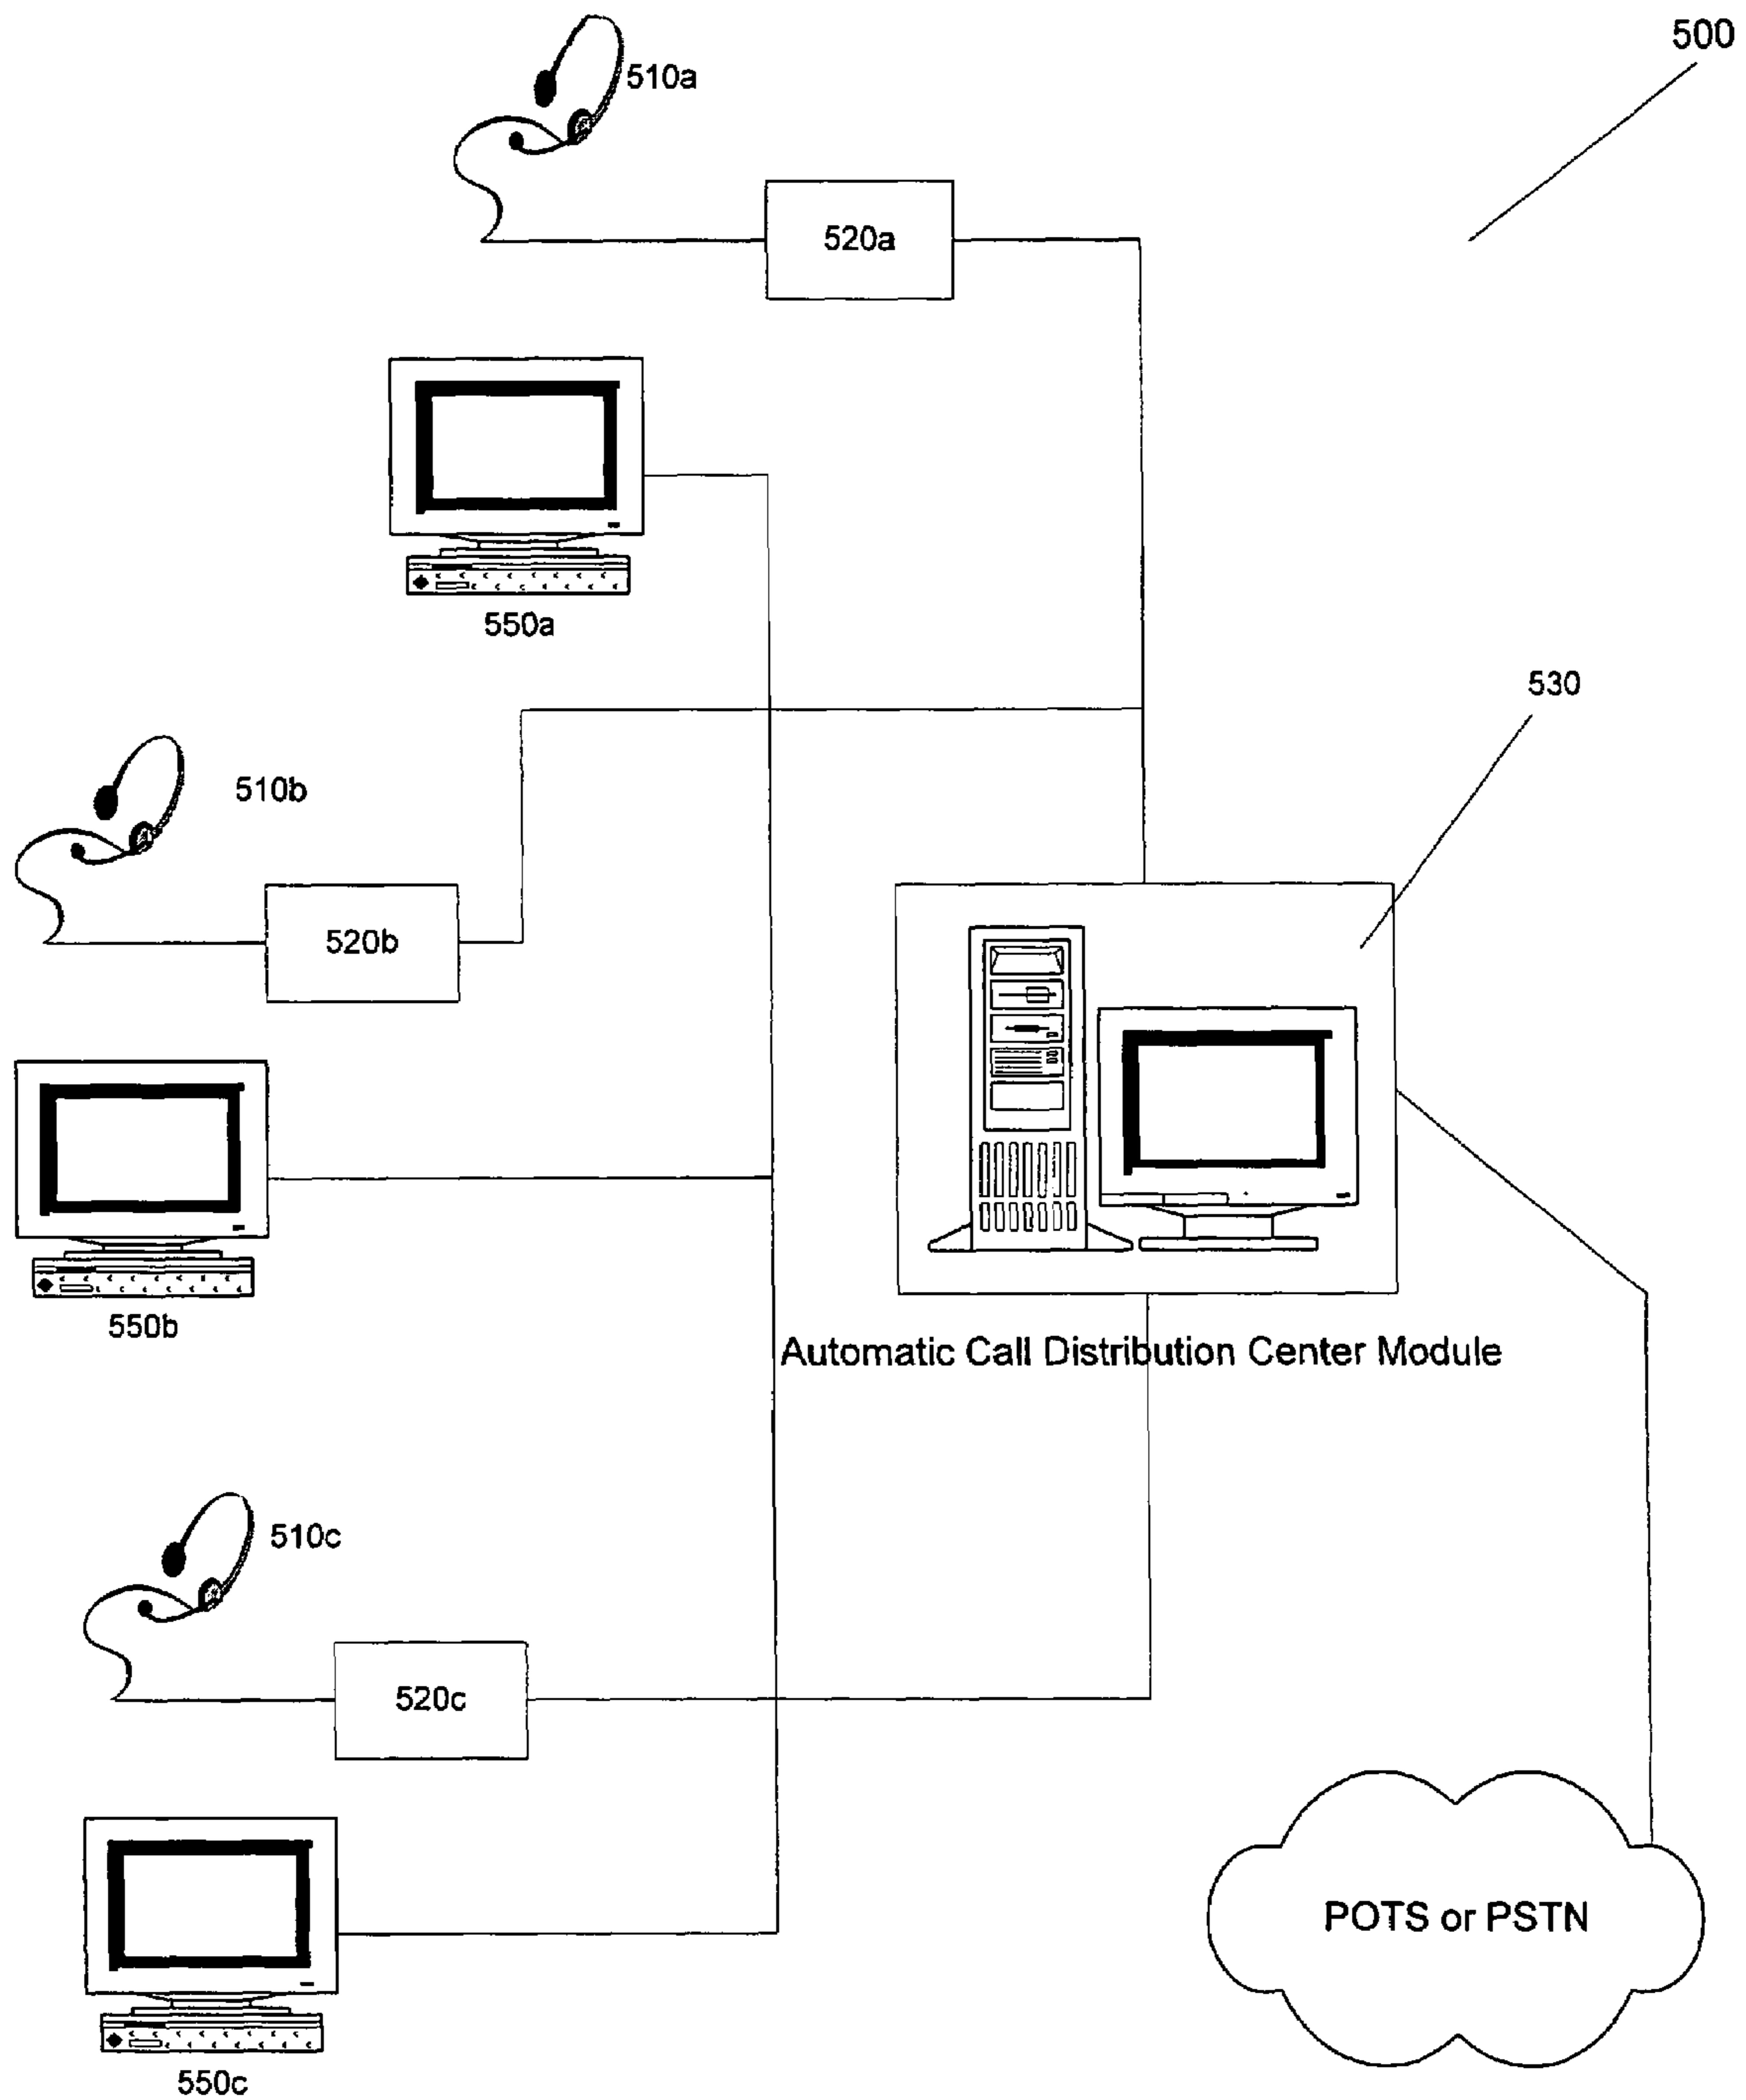 500
510a
520a
550a
530
510b
520b
550b
Automatic Call Distribution Center Module
510c
520c
POTS or PSTN
550c